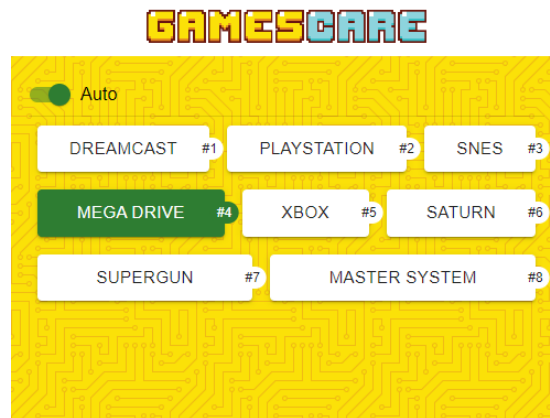 GAMESCARE
Auto
DREAMCAST #1 PLAYSTATION #2 SNES #3
MEGA DRIVE #4 XBOX #5 SATURN #6
SUPERGUN #7 MASTER SYSTEM #8